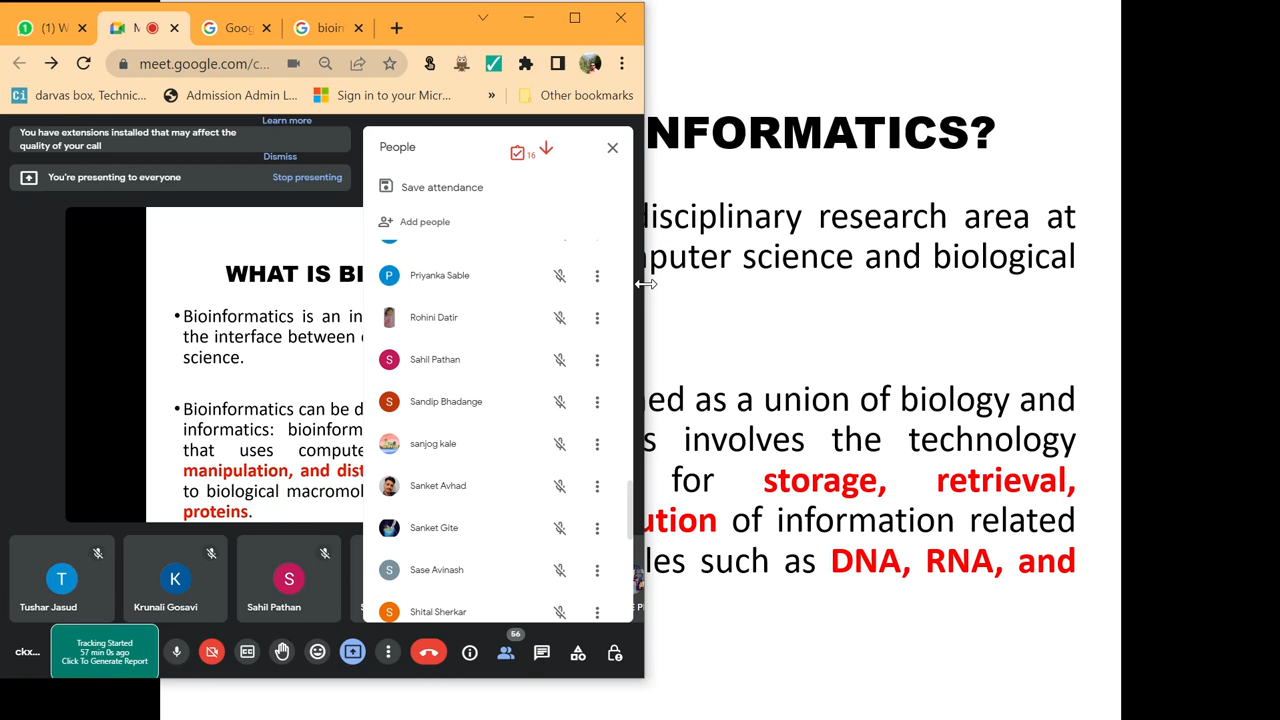 (1) W
M
Goog
bioin
meet.google.com/c...
darvas box, Technic...
Admission Admin L...
Sign in to your Micr...
»
Other bookmarks
Learn more
You have extensions installed that may affect the
quality of your call
Dismiss
You're presenting to everyone
Stop presenting
WHAT IS BI
• Bioinformatics is an in
the interface between
science.
• Bioinformatics can be d
informatics: bioinform
that uses compute
manipulation, and dist
to biological macromol
proteins.
People
16
Save attendance
Add people
P
Priyanka Sable
Rohini Datir
S
Sahil Pathan
S
Sandip Bhadange
sanjog kale
Sanket Avhad
Sanket Gite
S
Sase Avinash
S
Shital Sherkar
T
Tushar Jasud
K
Krunali Gosavi
S
Sahil Pathan
ckx...
Tracking Started
57 min 0s ago
Click To Generate Report
56
NFORMATICS?
disciplinary research area at
puter science and biological
ed as a union of biology and
s involves the technology
for storage, retrieval,
ution of information related
les such as DNA, RNA, and